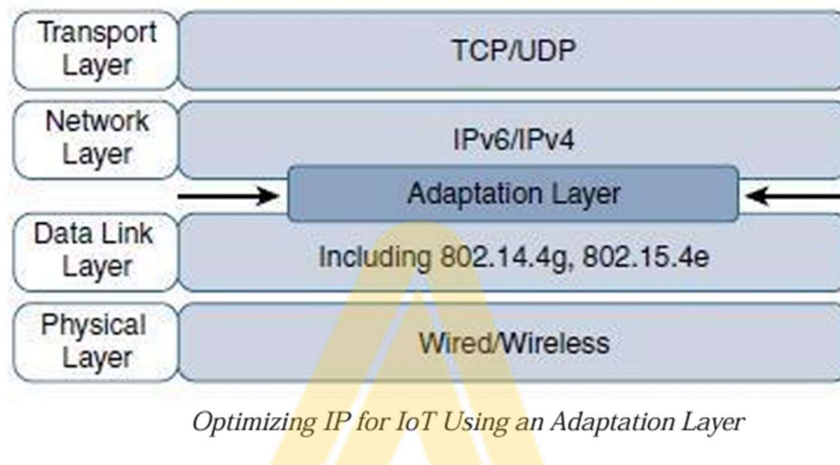 Transport
Layer
TCP/UDP
Network
Layer
IPv6/IPv4
Adaptation Layer
Data Link
Layer
Including 802.14.4g, 802.15.4e
Physical
Layer
Wired/Wireless
Optimizing IP for IoT Using an Adaptation Layer